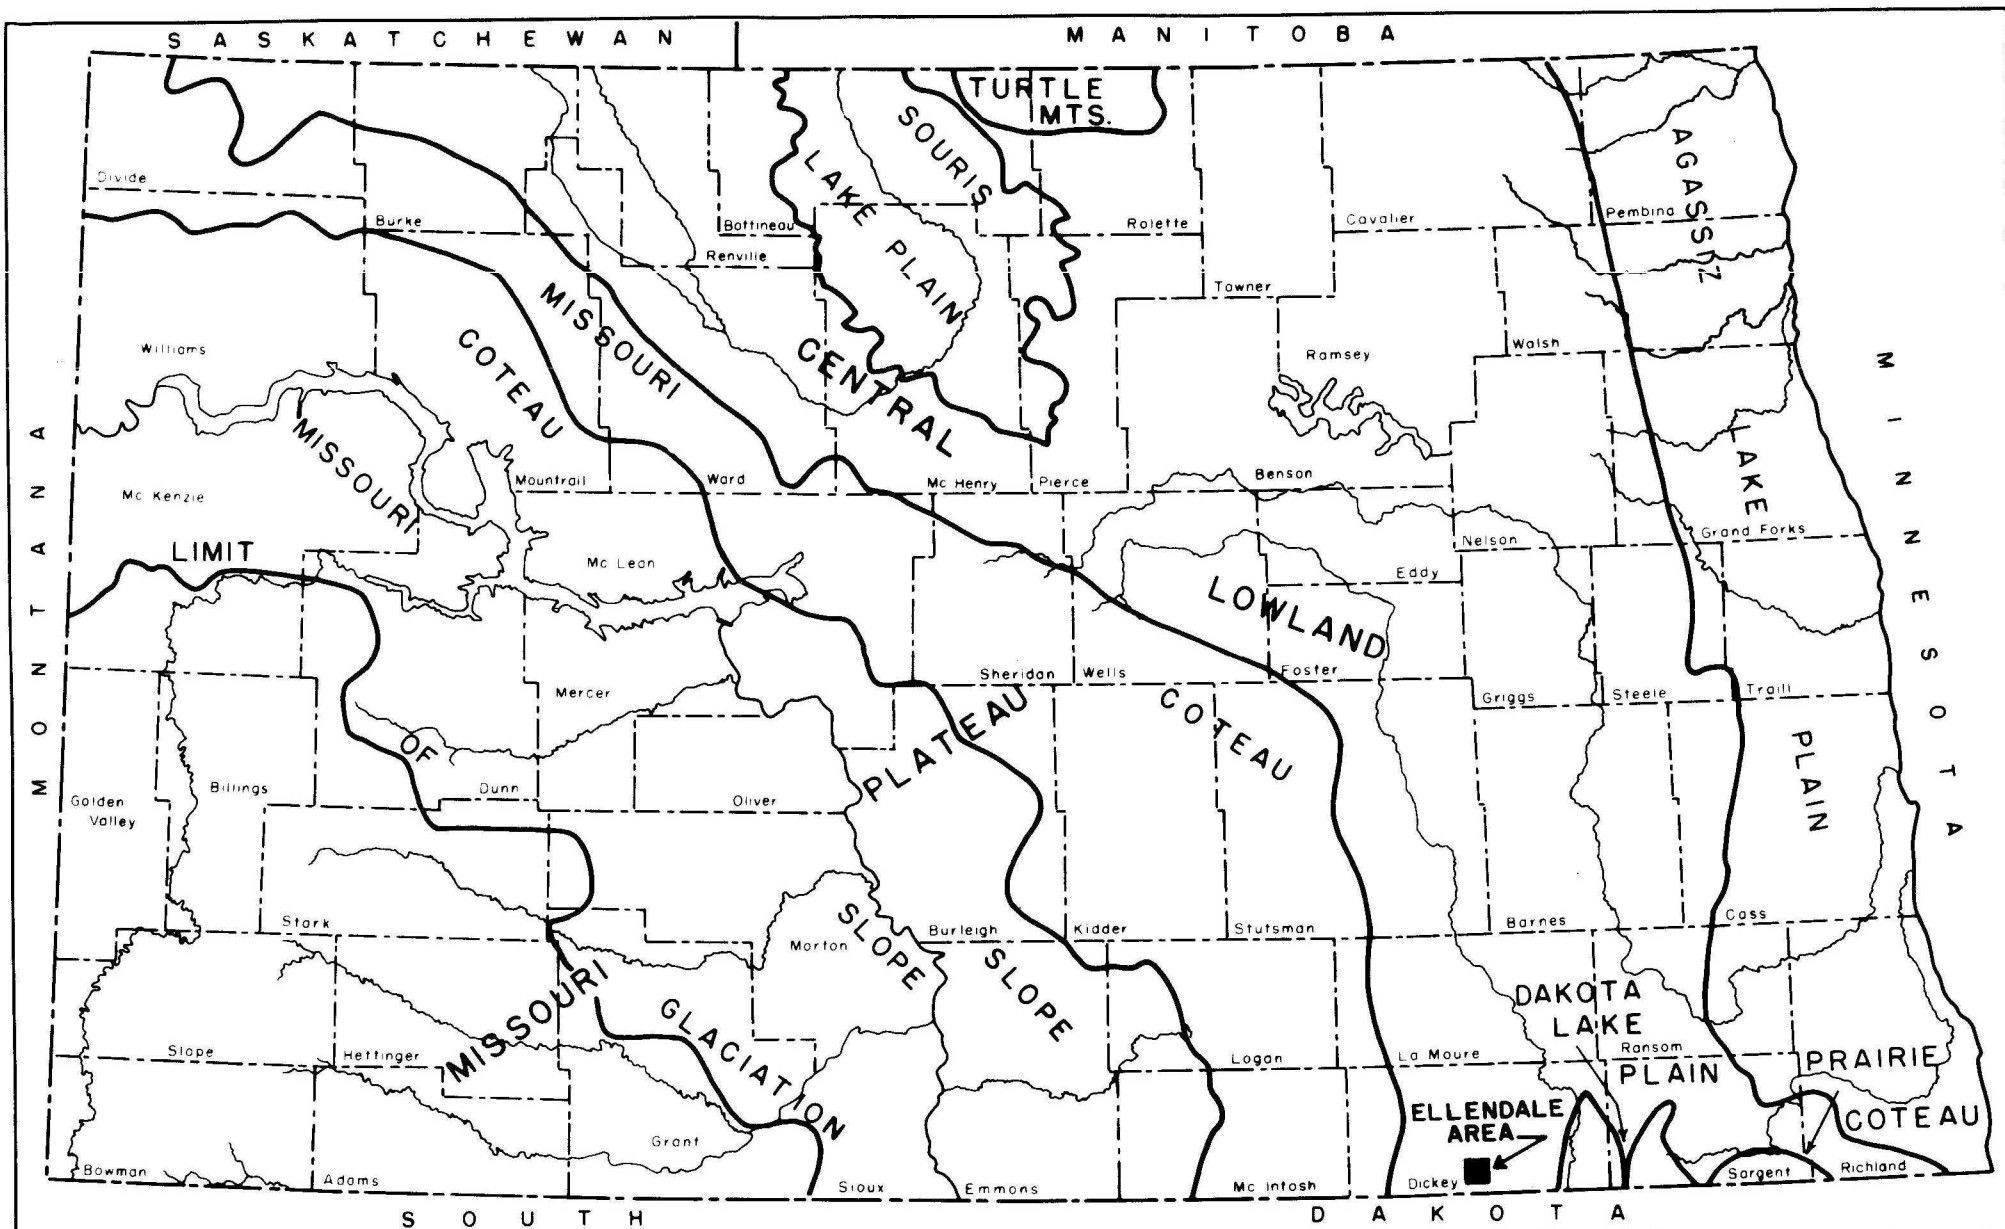 SASKATCHEWAN
MANITOBA
TURTLE
MTS.
SOURIS
LAKE PLAIN
AGASSIZ
LAKE
PLAIN
Divide
Burke
Bottineau
Renville
Rolette
Cavalier
Pembina
Towner
Williams
Ramsey
Walsh
MISSOURI
COTEAU
CENTRAL
LOWLAND
MINNESOTA
MONTANA
MISSOURI
Mc Kenzie
Mountrail
Ward
Mc Henry
Pierce
Benson
Nelson
Grand Forks
LIMIT
Mc Lean
Eddy
Sheridan
Wells
Foster
Griggs
Steele
Traill
Mercer
PLATEAU
COTEAU
OF
Golden
Valley
Billings
Dunn
Oliver
Stark
Morton
SLOPE
Burleigh
SLOPE
Kidder
Stutsman
Barnes
Cass
MISSOURI
GLACIATION
DAKOTA
LAKE
PLAIN
Slope
Hettinger
Logan
La Moure
Ransom
PRAIRIE
COTEAU
ELLENDALE
AREA
Grant
Bowman
Adams
Sioux
Emmons
Mc Intosh
Dickey
Sargent
Richland
SOUTH
DAKOTA